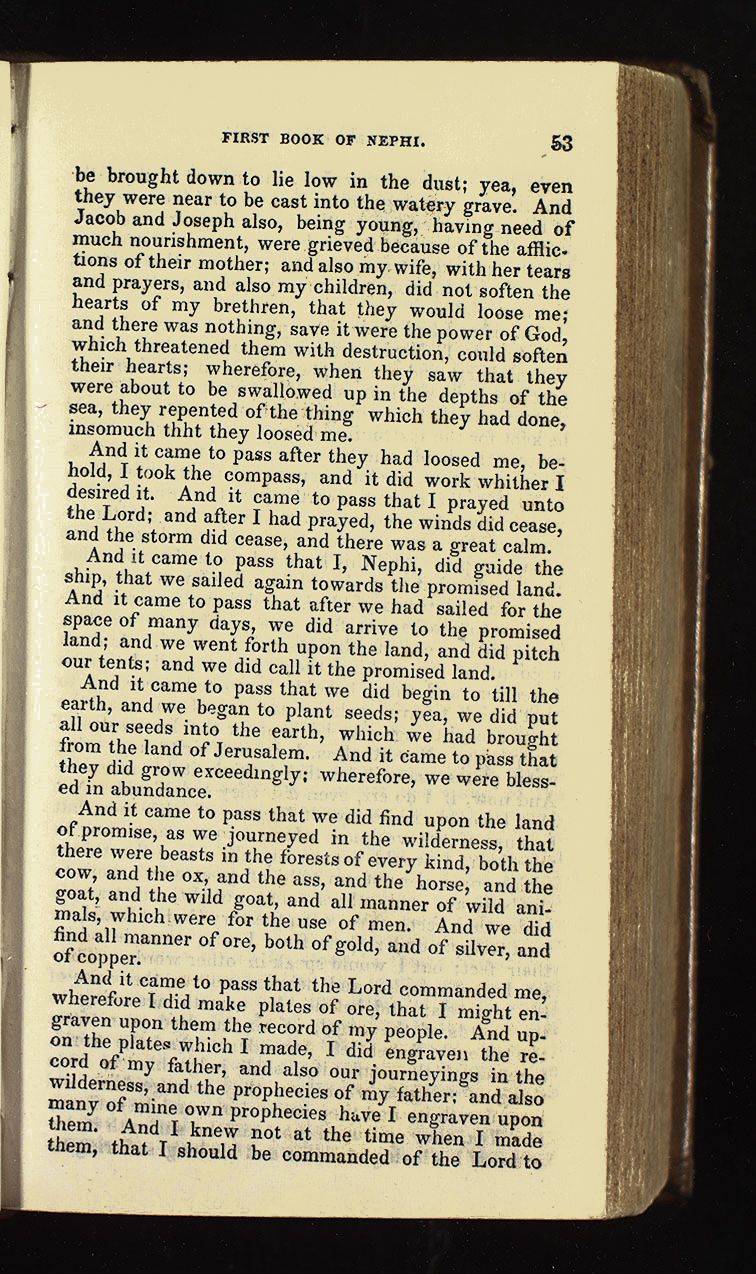 FIRST BOOK OF NEPHI. 53
be brought down to lie low in the dust; yea, even
they were near to be cast into the watery grave. And
Jacob and Joseph also, being young, having need of
much nourishment, were grieved because of the afflic-
tions of their mother; and also my wife, with her tears
and prayers, and also my children, did not soften the
hearts of my brethren, that they would loose me;
and there was nothing, save it were the power of God,
which threatened them with destruction, could soften
their hearts; wherefore, when they saw that they
were about to be swallowed up in the depths of the
sea, they repented of the thing which they had done,
insomuch thht they loosed me.
And it came to pass after they had loosed me, be-
hold, I took the compass, and it did work whither I
desired it. And it came to pass that I prayed unto
the Lord; and after I had prayed, the winds did cease,
and the storm did cease, and there was a great calm.
And it came to pass that I, Nephi, did guide the
ship, that we sailed again towards the promised land.
And it came to pass that after we had sailed for the
space of many days, we did arrive to the promised
land; and we went forth upon the land, and did pitch
our tents; and we did call it the promised land.
And it came to pass that we did begin to till the
earth, and we began to plant seeds; yea, we did put
all our seeds into the earth, which we had brought
from the land of Jerusalem. And it came to pass that
they did grow exceedingly; wherefore, we were bless-
ed in abundance.
And it came to pass that we did find upon the land
of promise, as we journeyed in the wilderness, that
there were beasts in the forests of every kind, both the
cow, and the ox, and the ass, and the horse, and the
goat, and the wild goat, and all manner of wild ani-
mals, which were for the use of men. And we did
find all manner of ore, both of gold, and of silver, and
of copper.
And it came to pass that the Lord commanded me,
wherefore I did make plates of ore, that I might en-
graven upon them the record of my people. And up-
on the plates which I made, I did engraven the re-
cord of my father, and also our journeyings in the
wilderness, and the prophecies of my father; and also
many of mine own prophecies have I engraven upon
them. And I knew not at the time when I made
them, that I should be commanded of the Lord to